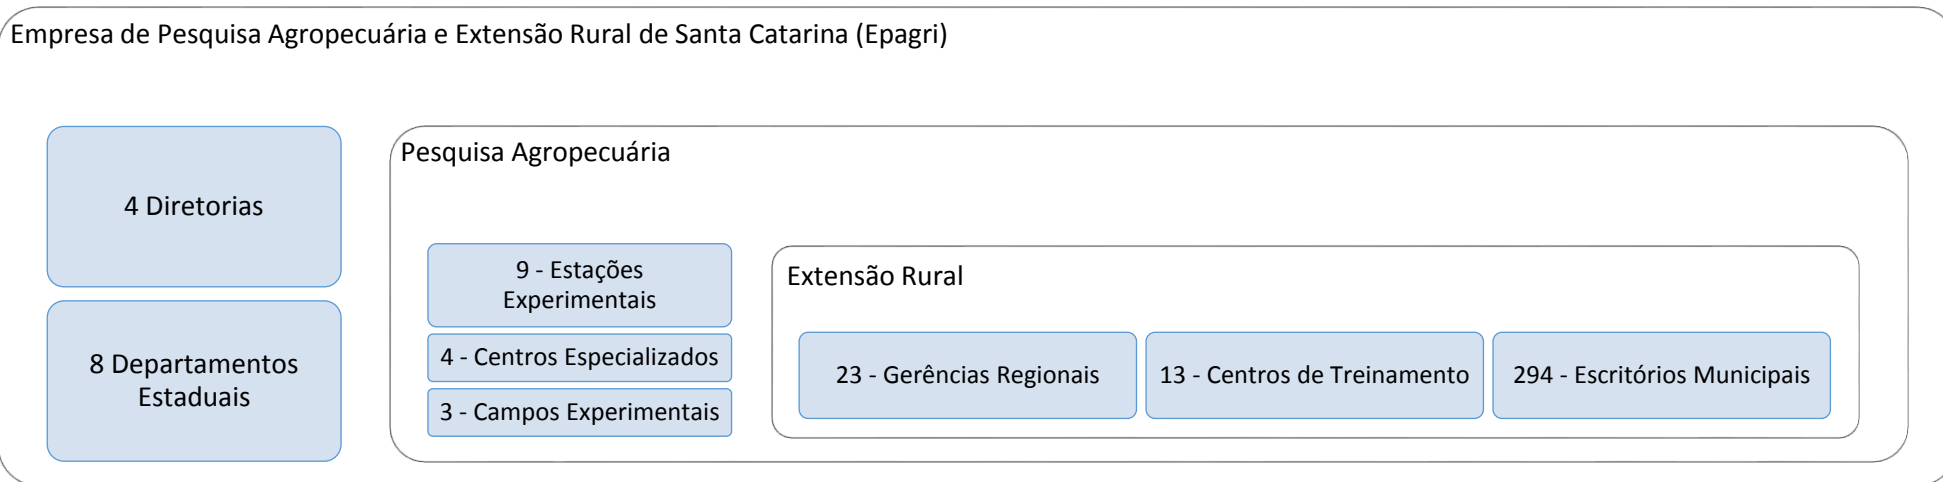 Empresa de Pesquisa Agropecuária e Extensão Rural de Santa Catarina (Epagri)
4 Diretorias
8 Departamentos
Estaduais
Pesquisa Agropecuária
9 - Estações
Experimentais
4 - Centros Especializados
3 - Campos Experimentais
Extensão Rural
23 - Gerências Regionais
13 - Centros de Treinamento
294 - Escritórios Municipais